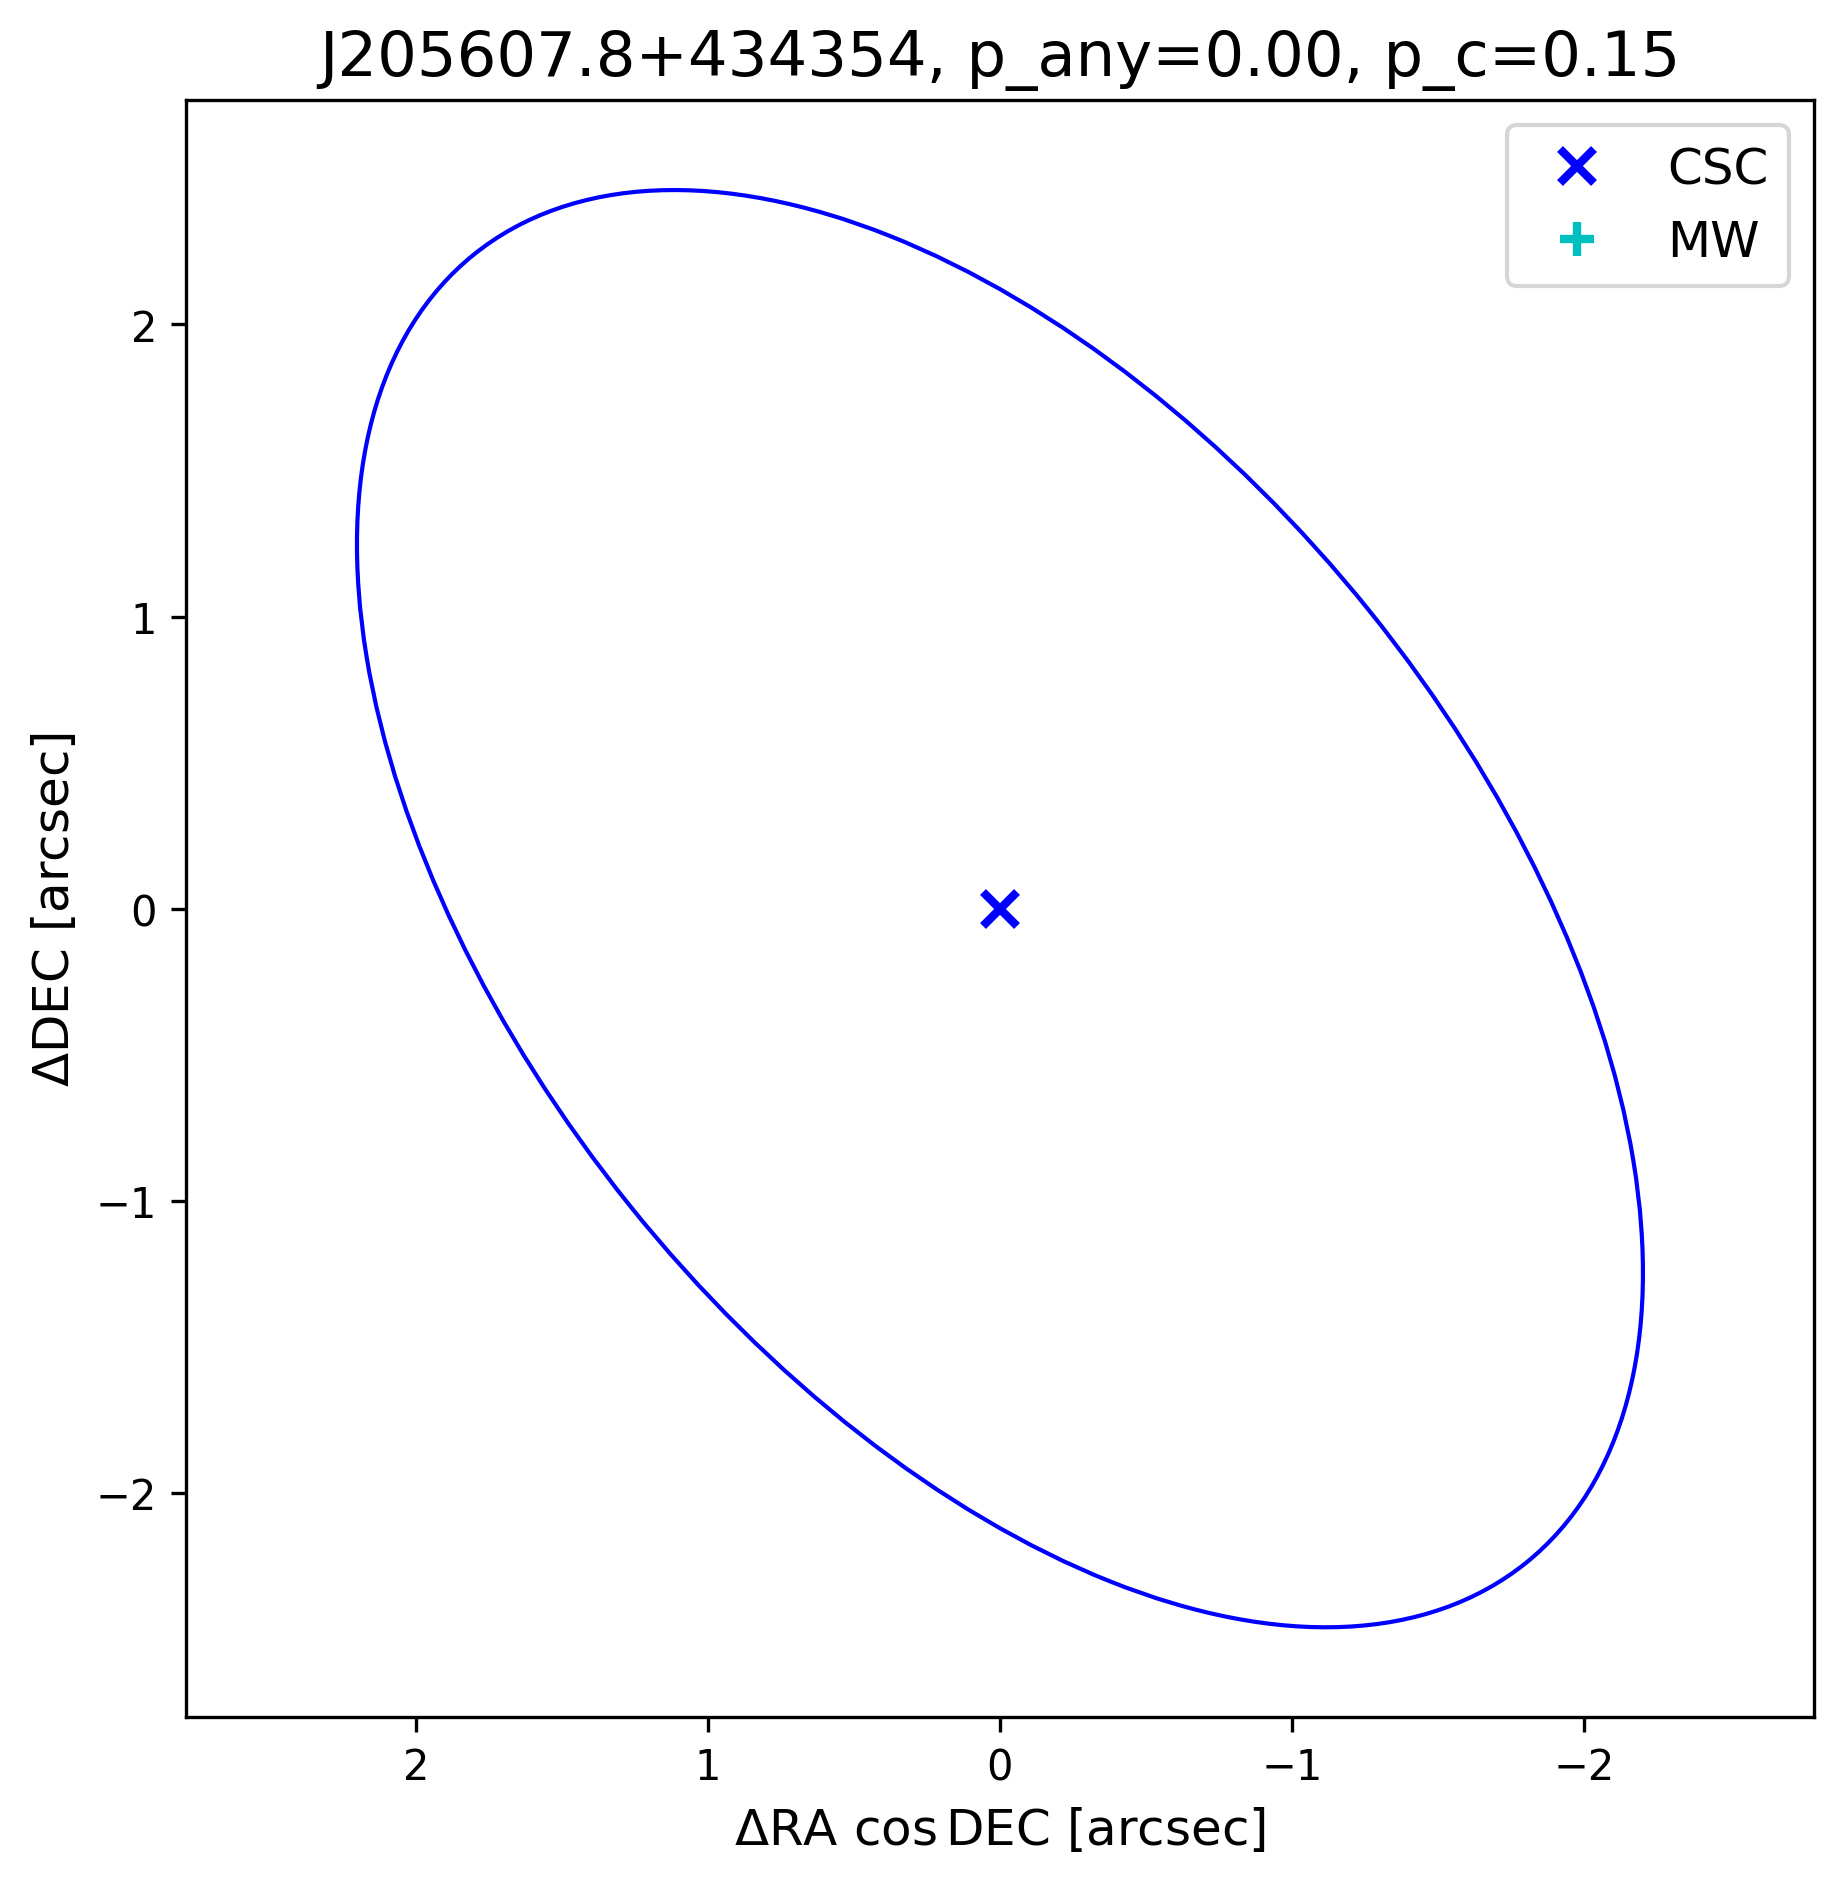 J205607.8+434354, p_any=0.00, p_c=0.15
CSC
MW
2
1
0
−1
−2
ΔDEC [arcsec]
2 1 0 −1 −2
ΔRA cos DEC [arcsec]